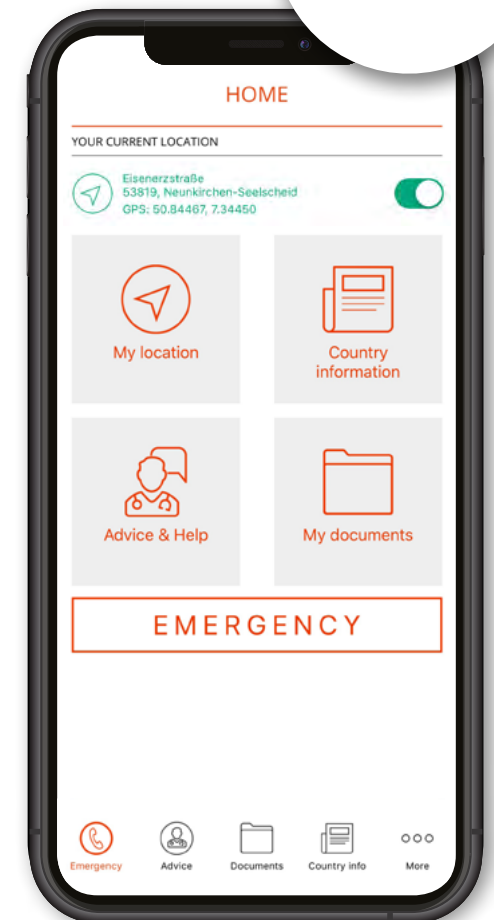 HOME
YOUR CURRENT LOCATION
Eisenerzstraße
53819, Neunkirchen-Seelscheid
GPS: 50.84467, 7.34450
My location
Country
information
Advice & Help
My documents
EMERGENCY
Emergency
Advice
Documents
Country info
More